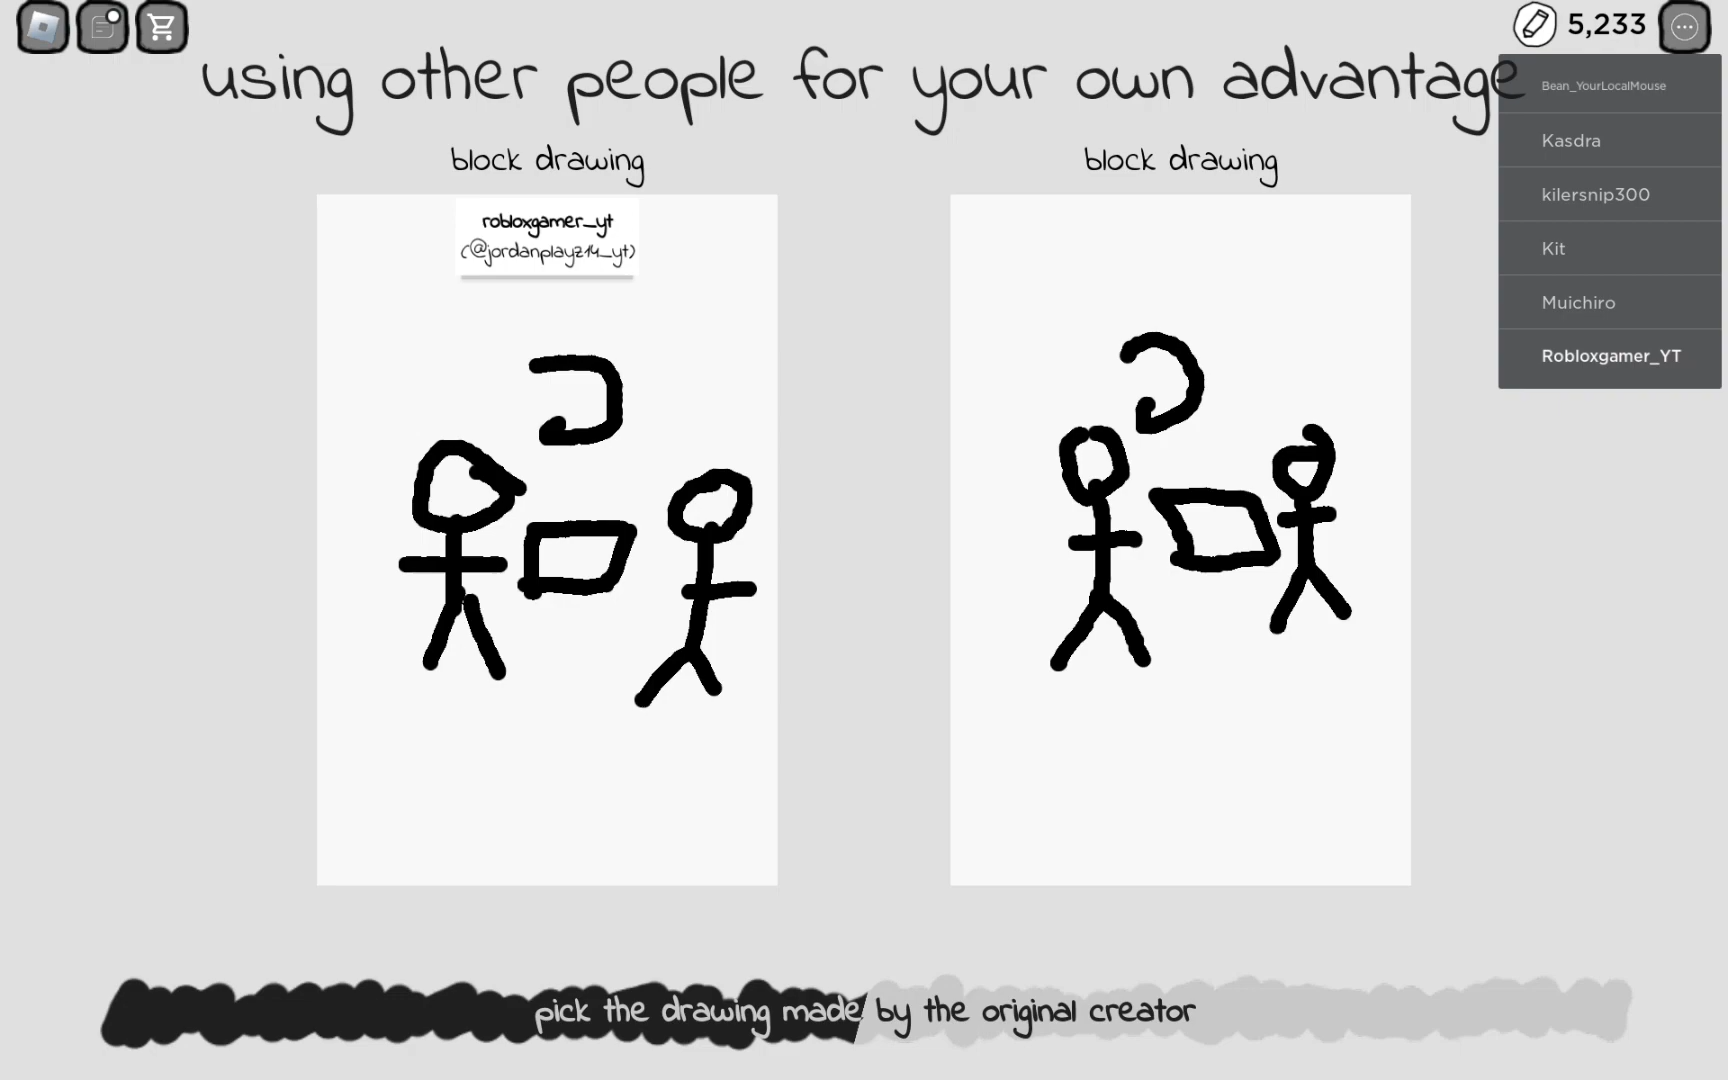 5,233
using other people for your own advantage
Bean_YourLocalMouse
Kasdra
kilersnip300
Kit
Muichiro
Robloxgamer_YT
block drawing
robloxgamer_yt
(@jordanplayz14_yt)
block drawing
pick the drawing made by the original creator